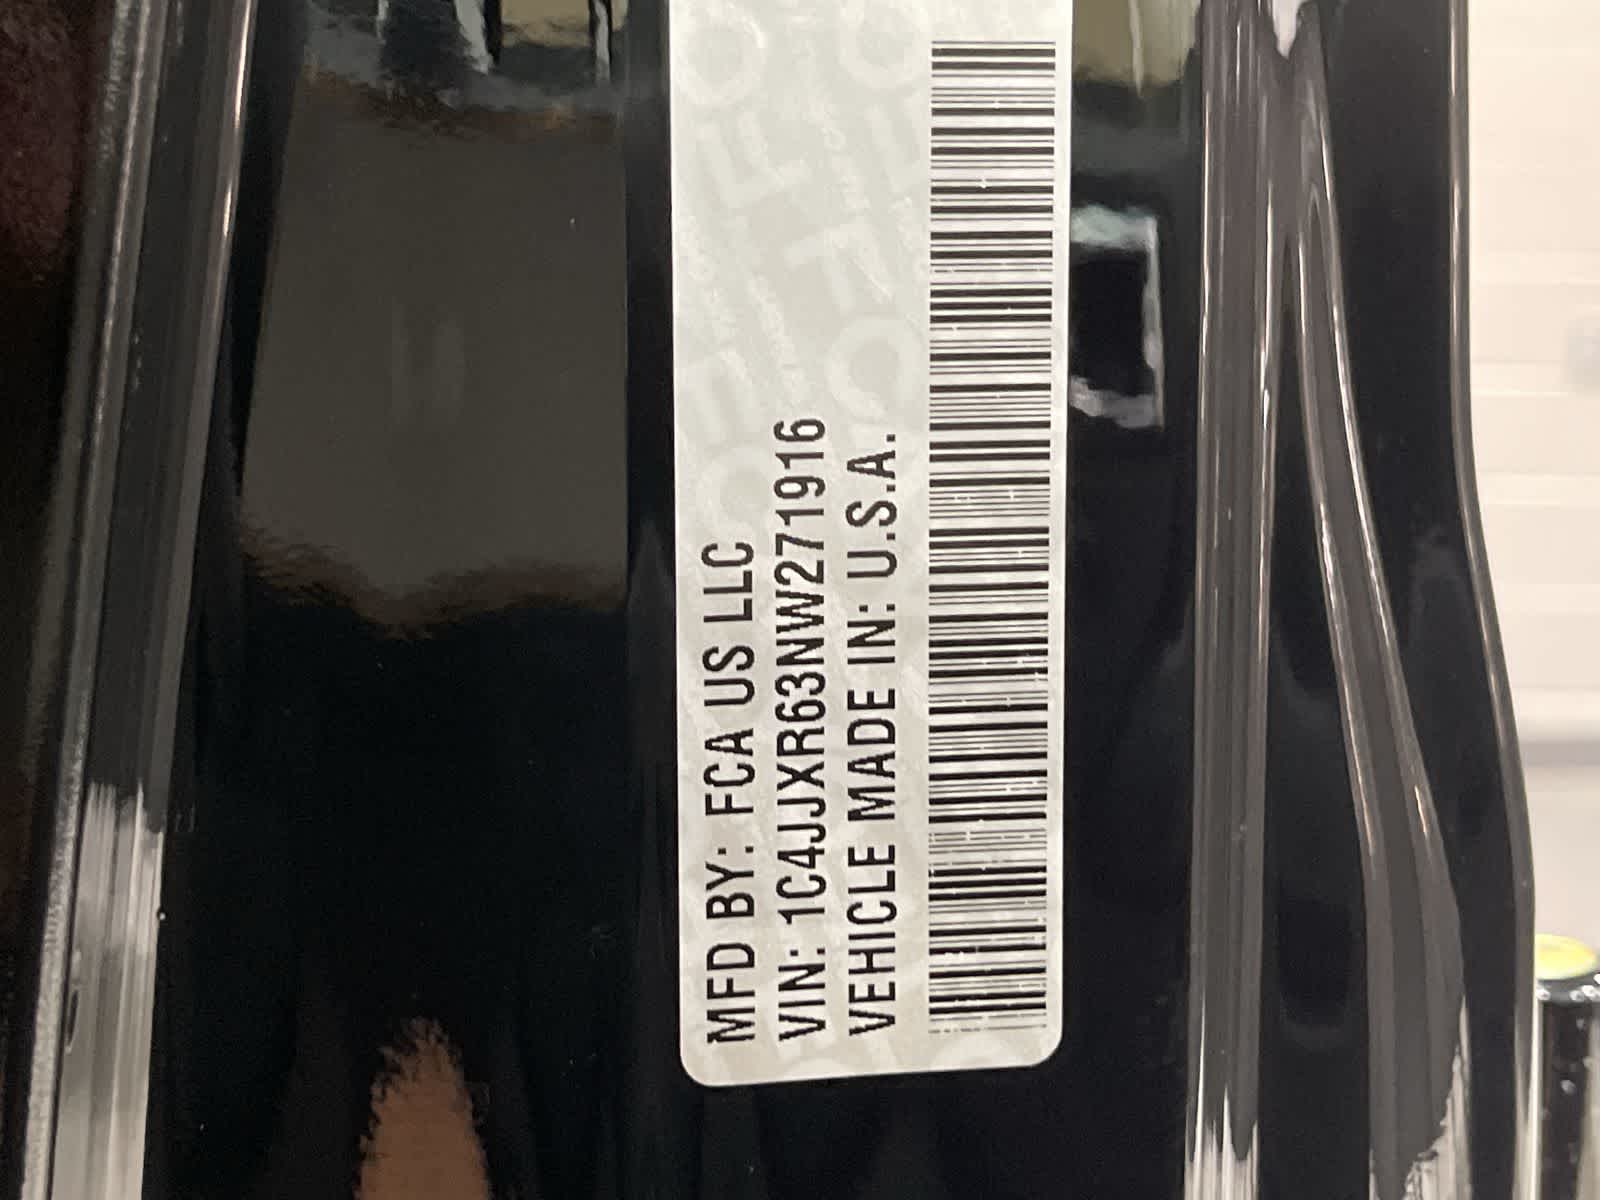 MFD BY: FCA US LLC
VIN: 1C4JJXR63NW271916
VEHICLE MADE IN: U.S.A.